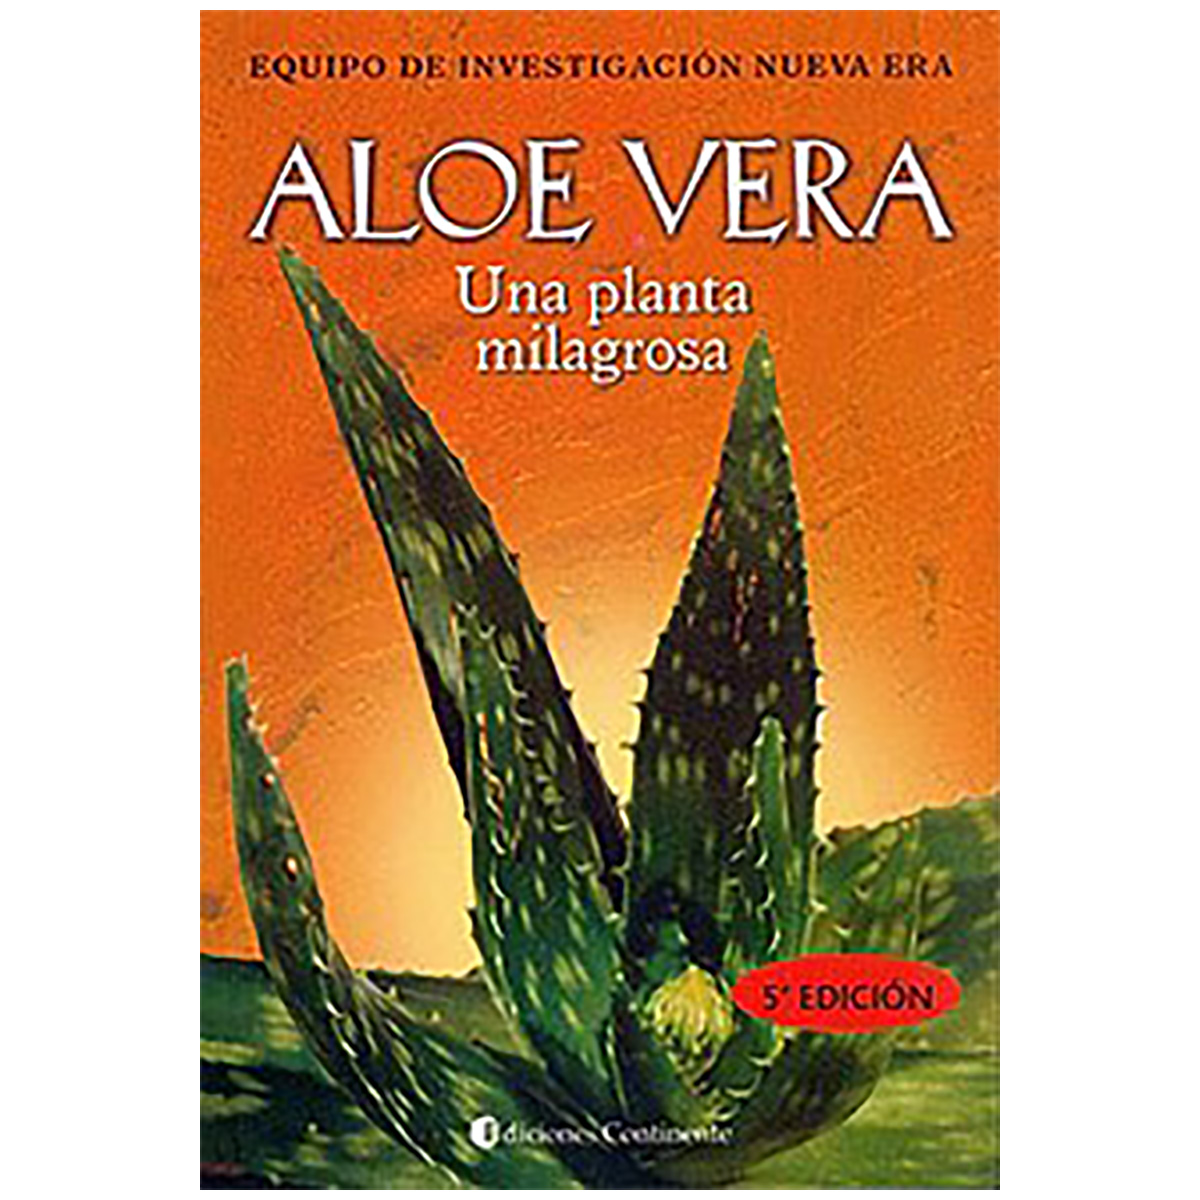 EQUIPO DE INVESTIGACIÓN NUEVA ERA
ALOE VERA
Una planta
milagrosa
5ª EDICIÓN
Ediciones Continente